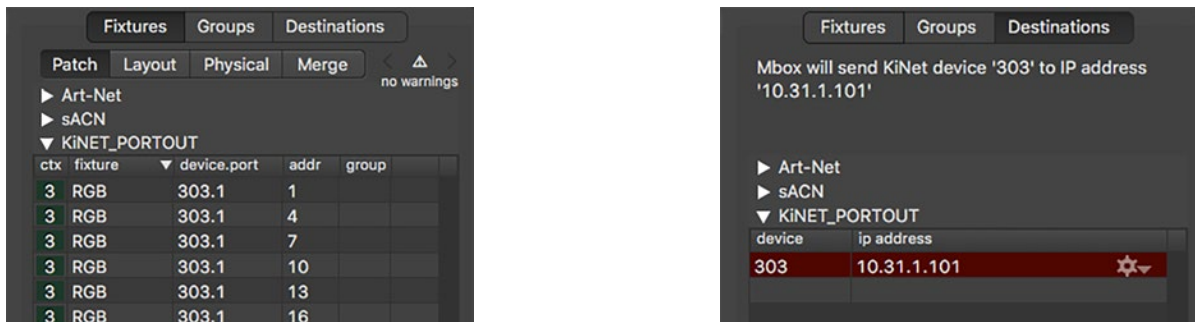 Fixtures Groups Destinations
Patch Layout Physical Merge
no warnings
Art-Net
sACN
KiNET_PORTOUT
ctx fixture device.port addr group
3 RGB 303.1 1
3 RGB 303.1 4
3 RGB 303.1 7
3 RGB 303.1 10
3 RGB 303.1 13
3 RGB 303.1 16
Fixtures Groups Destinations
Mbox will send KiNet device '303' to IP address
'10.31.1.101'
Art-Net
sACN
KiNET_PORTOUT
device ip address
303 10.31.1.101